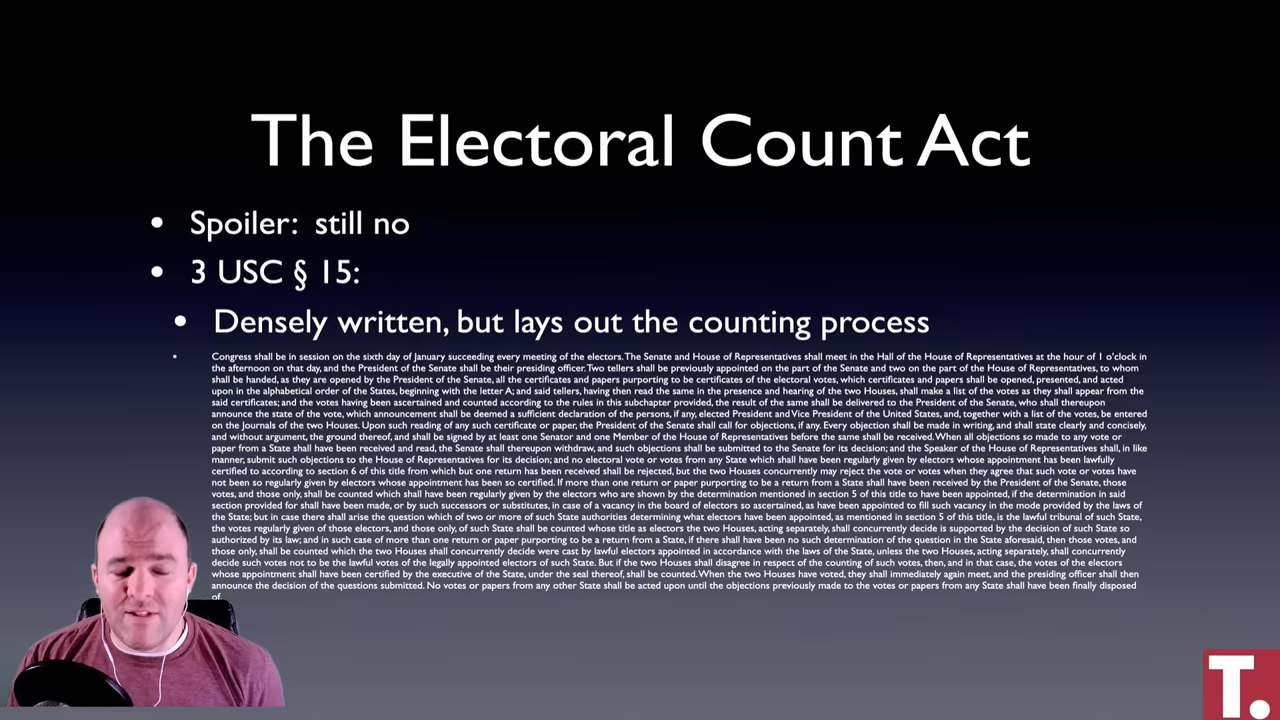 The Electoral Count Act
• Spoiler: still no
• 3 USC § 15:
• Densely written, but lays out the counting process
• Congress shall be in session on the sixth day of January succeeding every meeting of the electors. The Senate and House of Representatives shall meet in the Hall of the House of Representatives at the hour of 1 o'clock in
the afternoon on that day, and the President of the Senate shall be their presiding officer. Two tellers shall be previously appointed on the part of the Senate and two on the part of the House of Representatives, to whom
shall be handed, as they are opened by the President of the Senate, all the certificates and papers purporting to be certificates of the electoral votes, which certificates and papers shall be opened, presented, and acted
upon in the alphabetical order of the States, beginning with the letter A; and said tellers, having then read the same in the presence and hearing of the two Houses, shall make a list of the votes as they shall appear from the
said certificates; and the votes having been ascertained and counted according to the rules in this subchapter provided, the result of the same shall be delivered to the President of the Senate, who shall thereupon
announce the state of the vote, which announcement shall be deemed a sufficient declaration of the persons, if any, elected President and Vice President of the United States, and, together with a list of the votes, be entered
on the Journals of the two Houses. Upon such reading of any such certificate or paper, the President of the Senate shall call for objections, if any. Every objection shall be made in writing, and shall state clearly and concisely,
and without argument, the ground thereof, and shall be signed by at least one Senator and one Member of the House of Representatives before the same shall be received. When all objections so made to any vote or
paper from a State shall have been received and read, the Senate shall thereupon withdraw, and such objections shall be submitted to the Senate for its decision; and the Speaker of the House of Representatives shall, in like
manner, submit such objections to the House of Representatives for its decision; and no electoral vote or votes from any State which shall have been regularly given by electors whose appointment has been lawfully
certified to according to section 6 of this title from which but one return has been received shall be rejected, but the two Houses concurrently may reject the vote or votes when they agree that such vote or votes have
not been so regularly given by electors whose appointment has been so certified. If more than one return or paper purporting to be a return from a State shall have been received by the President of the Senate, those
votes, and those only, shall be counted which shall have been regularly given by the electors who are shown by the determination mentioned in section 5 of this title to have been appointed, if the determination in said
section provided for shall have been made, or by such successors or substitutes, in case of a vacancy in the board of electors so ascertained, as have been appointed to fill such vacancy in the mode provided by the laws of
the State; but in case there shall arise the question which of two or more of such State authorities determining what electors have been appointed, as mentioned in section 5 of this title, is the lawful tribunal of such State,
the votes regularly given of those electors, and those only, of such State shall be counted whose title as electors the two Houses, acting separately, shall concurrently decide is supported by the decision of such State so
authorized by its law; and in such case of more than one return or paper purporting to be a return from a State, if there shall have been no such determination of the question in the State aforesaid, then those votes, and
those only, shall be counted which the two Houses shall concurrently decide were cast by lawful electors appointed in accordance with the laws of the State, unless the two Houses, acting separately, shall concurrently
decide such votes not to be the lawful votes of the legally appointed electors of such State. But if the two Houses shall disagree in respect of the counting of such votes, then, and in that case, the votes of the electors
whose appointment shall have been certified by the executive of the State, under the seal thereof, shall be counted. When the two Houses have voted, they shall immediately again meet, and the presiding officer shall then
announce the decision of the questions submitted. No votes or papers from any other State shall be acted upon until the objections previously made to the votes or papers from any State shall have been finally disposed
of.
T.